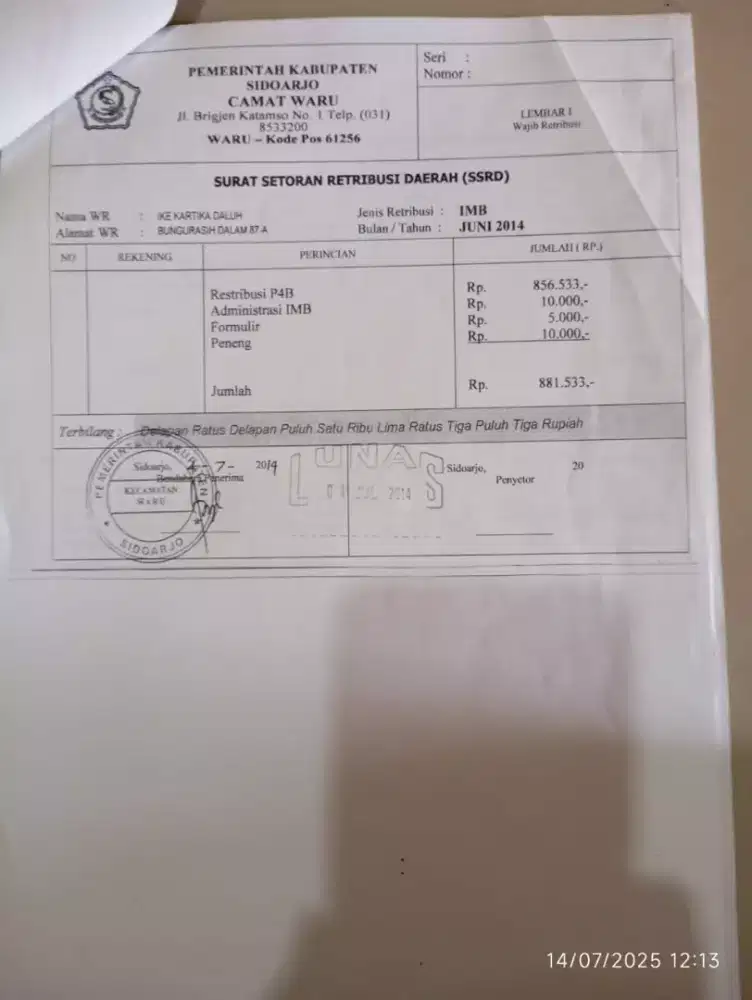 PEMERINTAH KABUPATEN
SIDOARJO
CAMAT WARU
Jl. Brigjen Katamso No. 1 Telp. (031)
8533200
WARU – Kode Pos 61256
Seri :
Nomor :
LEMBAR I
Wajib Retribusi
SURAT SETORAN RETRIBUSI DAERAH (SSRD)
Nama WR : IKE KARTIKA DALUH
Alamat WR : BUNGURASIH DALAM 87-A
Jenis Retribusi : IMB
Bulan / Tahun : JUNI 2014
NO REKENING PERINCIAN JUMLAH ( RP.)
Restribusi P4B Rp. 856.533,-
Administrasi IMB Rp. 10.000,-
Formulir Rp. 5.000,-
Peneng Rp. 10.000,-
Jumlah Rp. 881.533,-
Terbilang : Delapan Ratus Delapan Puluh Satu Ribu Lima Ratus Tiga Puluh Tiga Rupiah
Sidoarjo, 7 - 2014
Penerima
PEMERINTAH KABUPATEN
KECAMATAN
WARU
SIDOARJO
LUNAS
JUL 2014
Sidoarjo, 20
Penyetor
14/07/2025 12:13